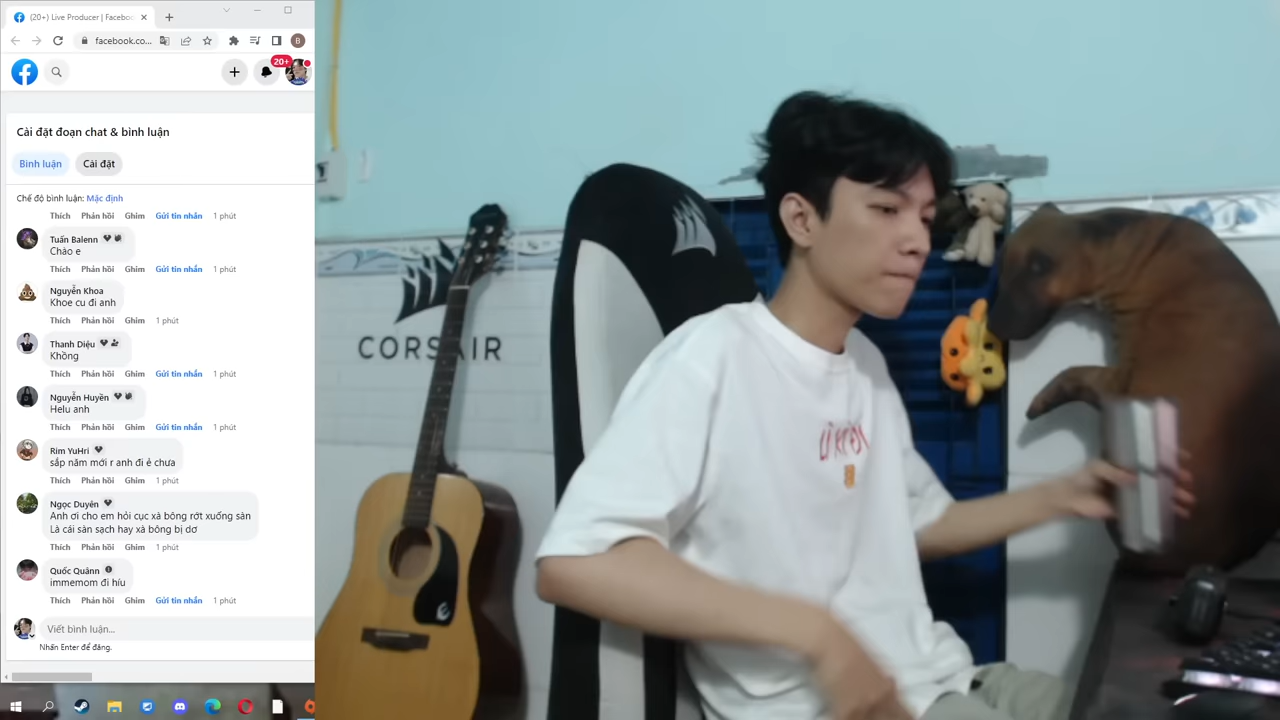 (20+) Live Producer | Facebo
facebook.co...
B
20+
Cài đặt đoạn chat & bình luận
Bình luận
Cài đặt
Chế độ bình luận: Mặc định
Thích Phản hồi Ghim Gửi tin nhắn 1 phút
Tuấn Balenn
Chào e
Thích Phản hồi Ghim Gửi tin nhắn 1 phút
Nguyễn Khoa
Khoe cu đi anh
Thích Phản hồi Ghim 1 phút
Thanh Diệu
Khồng
Thích Phản hồi Ghim Gửi tin nhắn 1 phút
Nguyễn Huyền
Helu anh
Thích Phản hồi Ghim Gửi tin nhắn 1 phút
Rim YuHri
sắp năm mới r anh đi ẻ chưa
Thích Phản hồi Ghim 1 phút
Ngọc Duyên
Anh ơi cho em hỏi cục xà bông rớt xuống sàn
Là cái sàn sạch hay xà bông bị dơ
Thích Phản hồi Ghim 1 phút
Quốc Quânn
immemom đi híu
Thích Phản hồi Ghim Gửi tin nhắn 1 phút
Viết bình luận...
Nhấn Enter để đăng.
CORSAIR